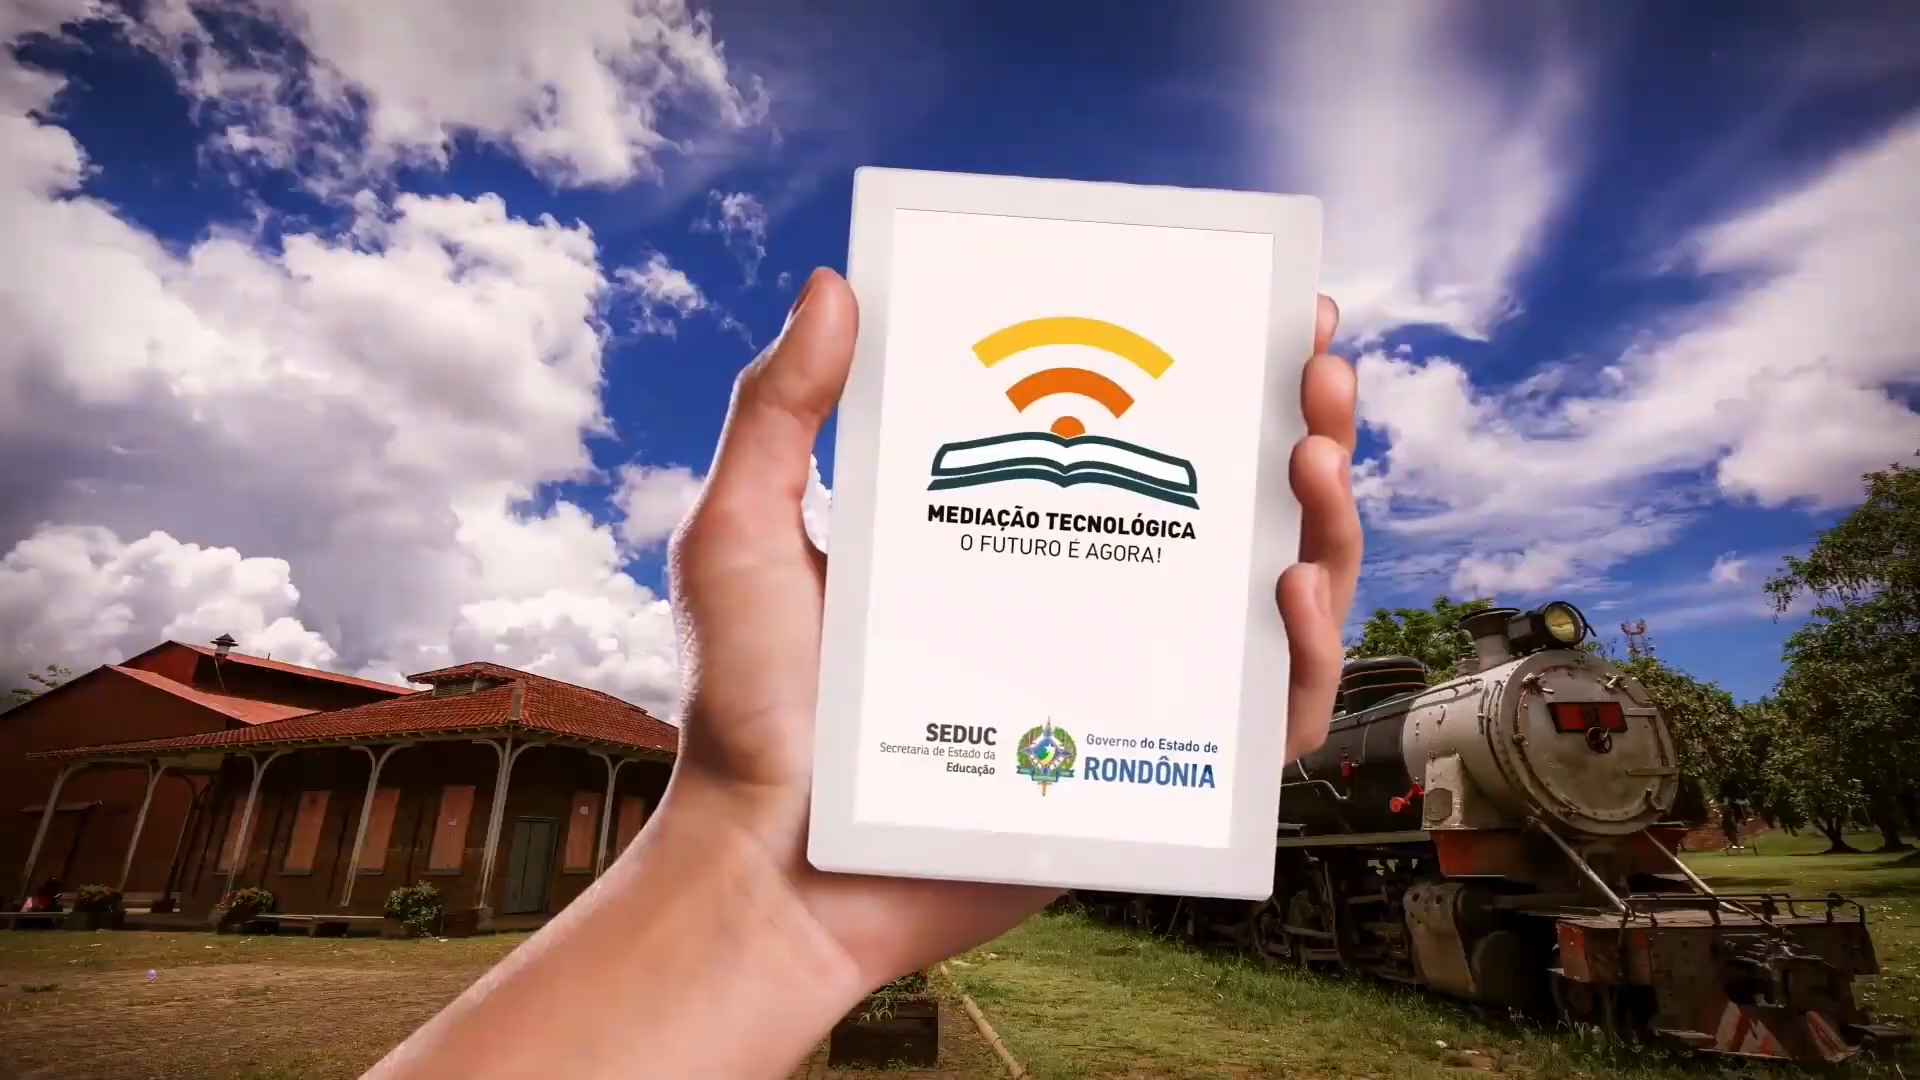 MEDIAÇÃO TECNOLÓGICA
O FUTURO É AGORA!
SEDUC
Secretaria de Estado da
Educação
Governo do Estado de
RONDÔNIA